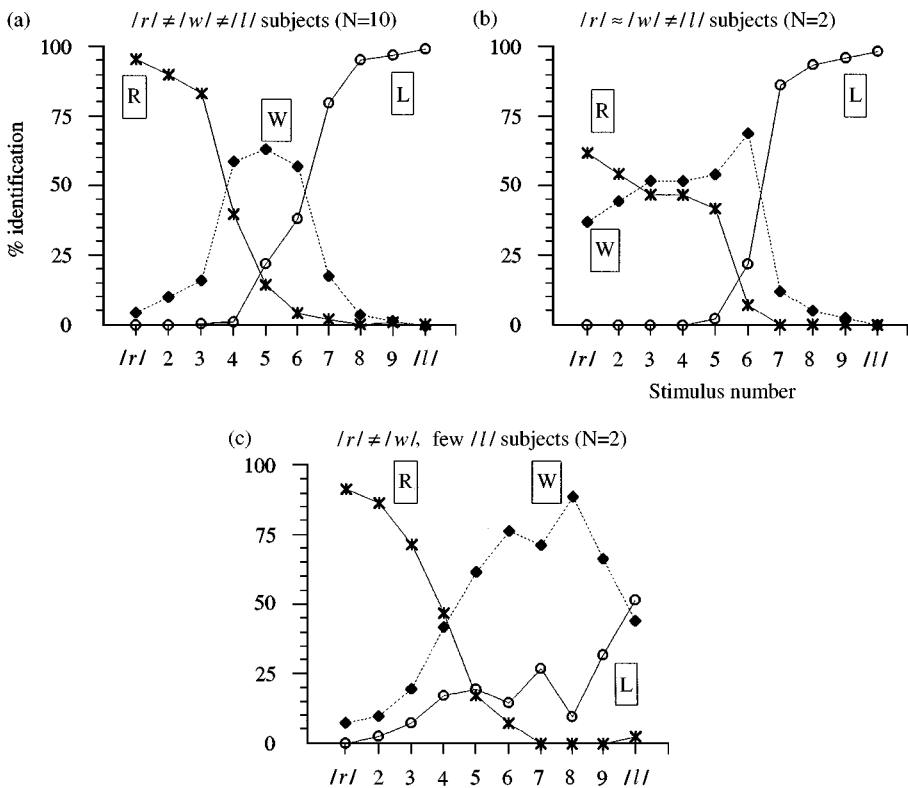 (a) /r/ ≠ /w/ ≠ /l/ subjects (N=10)
100
75
50
25
0
% identification
R
W
L
/r/ 2 3 4 5 6 7 8 9 /l/
(b) /r/ ≈ /w/ ≠ /l/ subjects (N=2)
100
75
50
25
0
R
W
L
/r/ 2 3 4 5 6 7 8 9 /l/
Stimulus number
(c) /r/ ≠ /w/, few /l/ subjects (N=2)
100
75
50
25
0
R
W
L
/r/ 2 3 4 5 6 7 8 9 /l/